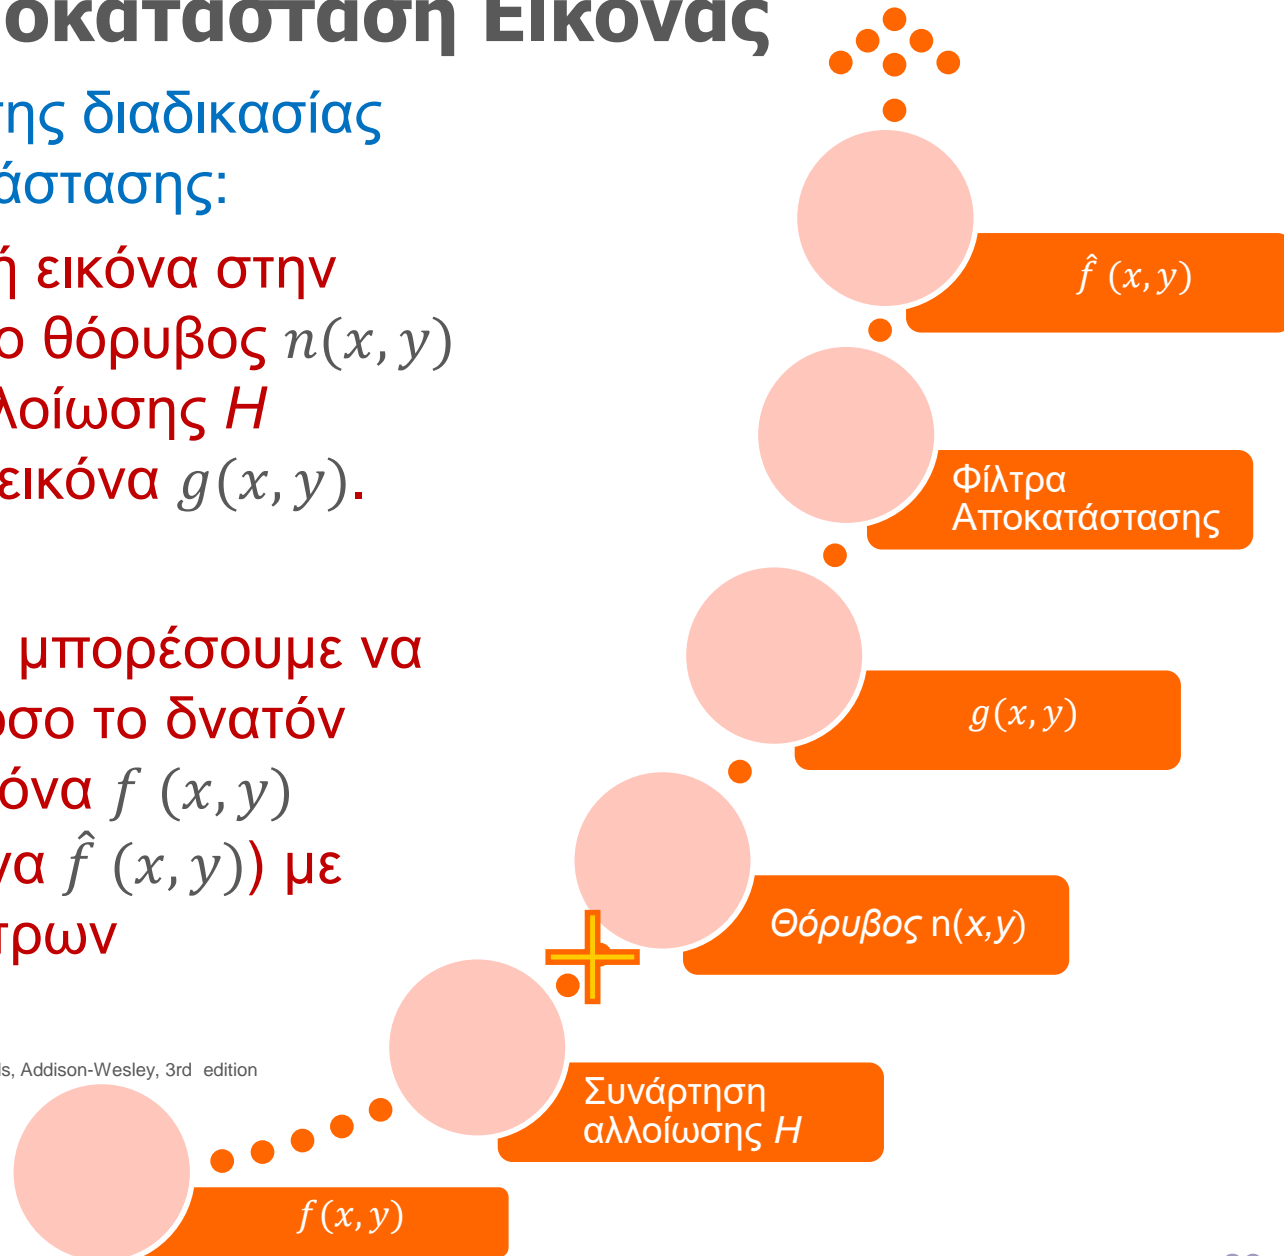 οκατάσταση Εικόνας
της διαδικασίας
άστασης:
ή εικόνα στην
ο θόρυβος n(x, y)
λοίωσης H
εικόνα g(x, y).
μπορέσουμε να
όσο το δνατόν
όνα f (x, y)
να f̂ (x, y)) με
τρων
ls, Addison-Wesley, 3rd edition
f̂ (x, y)
Φίλτρα
Αποκατάστασης
g(x, y)
Θόρυβος n(x,y)
Συνάρτηση
αλλοίωσης H
f(x, y)